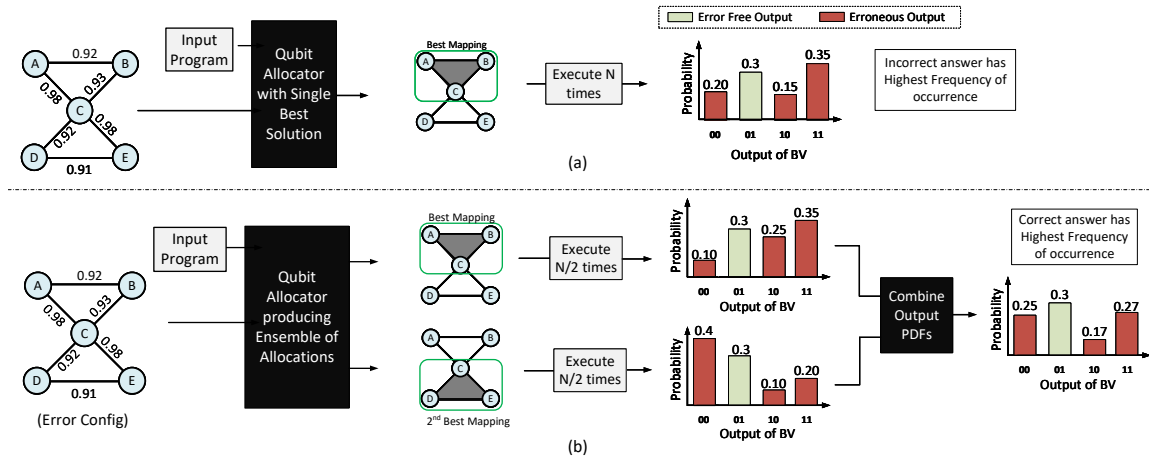 Error Free Output
Erroneous Output
0.92
A
B
0.98
0.93
C
0.92
0.98
D
E
0.91
Input
Program
Qubit
Allocator
with Single
Best
Solution
Best Mapping
A
B
C
D
E
Execute N
times
Probability
0.20
0.3
0.15
0.35
00
01
10
11
Output of BV
Incorrect answer has
Highest Frequency of
occurrence
(a)
0.92
A
B
0.98
0.93
C
0.92
0.98
D
E
0.91
(Error Config)
Input
Program
Qubit
Allocator
producing
Ensemble of
Allocations
Best Mapping
A
B
C
D
E
Execute
N/2 times
Probability
0.10
0.3
0.25
0.35
00
01
10
11
Output of BV
A
B
C
D
E
2nd Best Mapping
Execute
N/2 times
Probability
0.4
0.3
0.10
0.20
00
01
10
11
Output of BV
Combine
Output
PDFs
Correct answer has
Highest Frequency
of occurrence
Probability
0.25
0.3
0.17
0.27
00
01
10
11
Output of BV
(b)